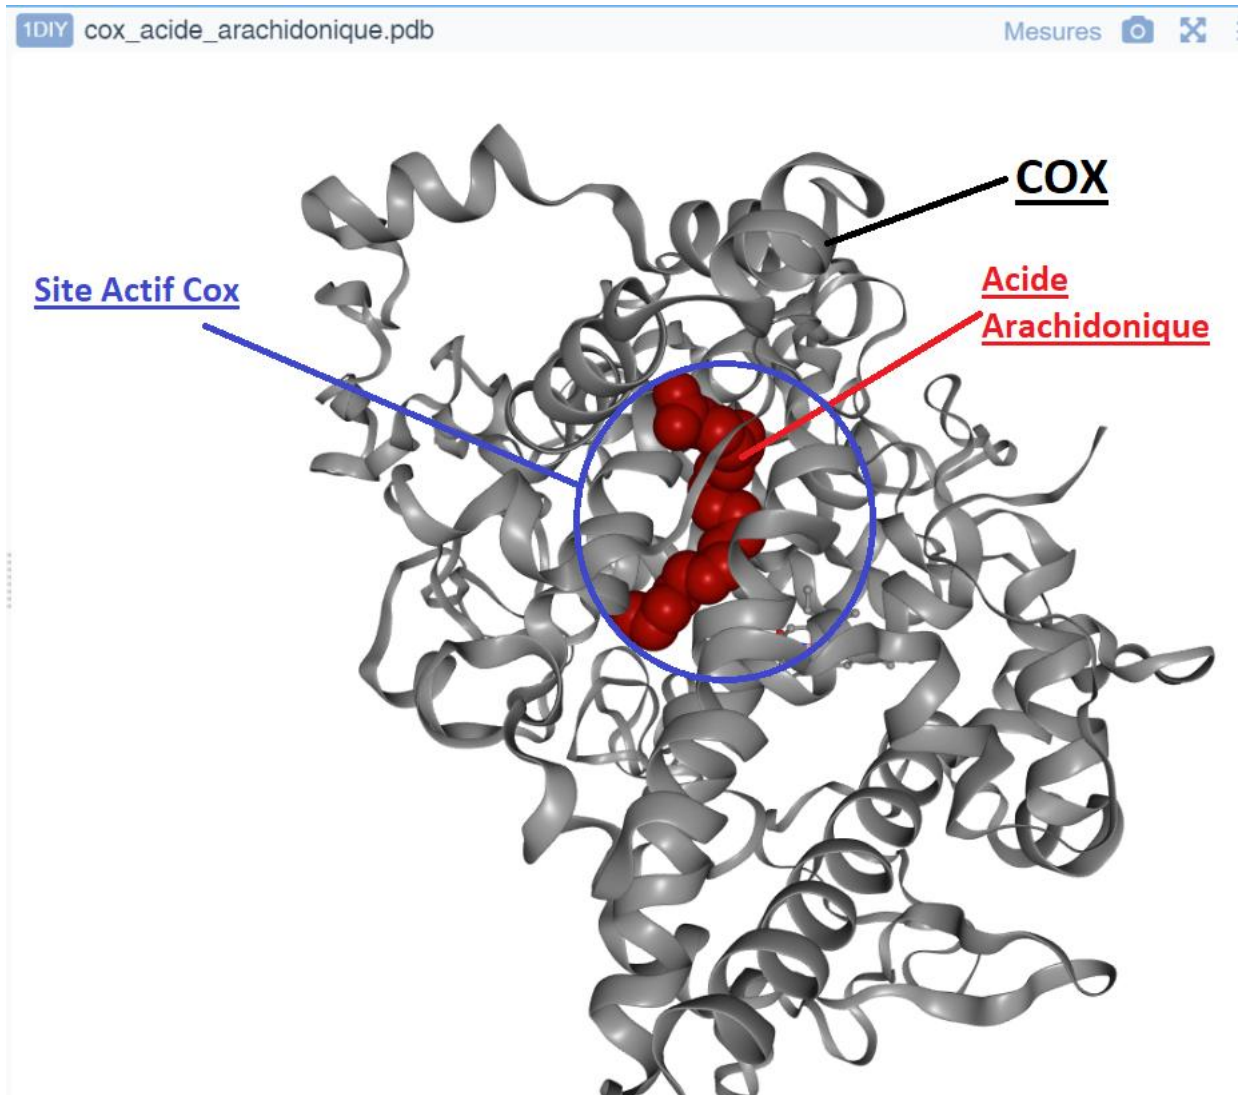 1DIY cox_acide_arachidonique.pdb Mesures
COX
Site Actif Cox
Acide
Arachidonique